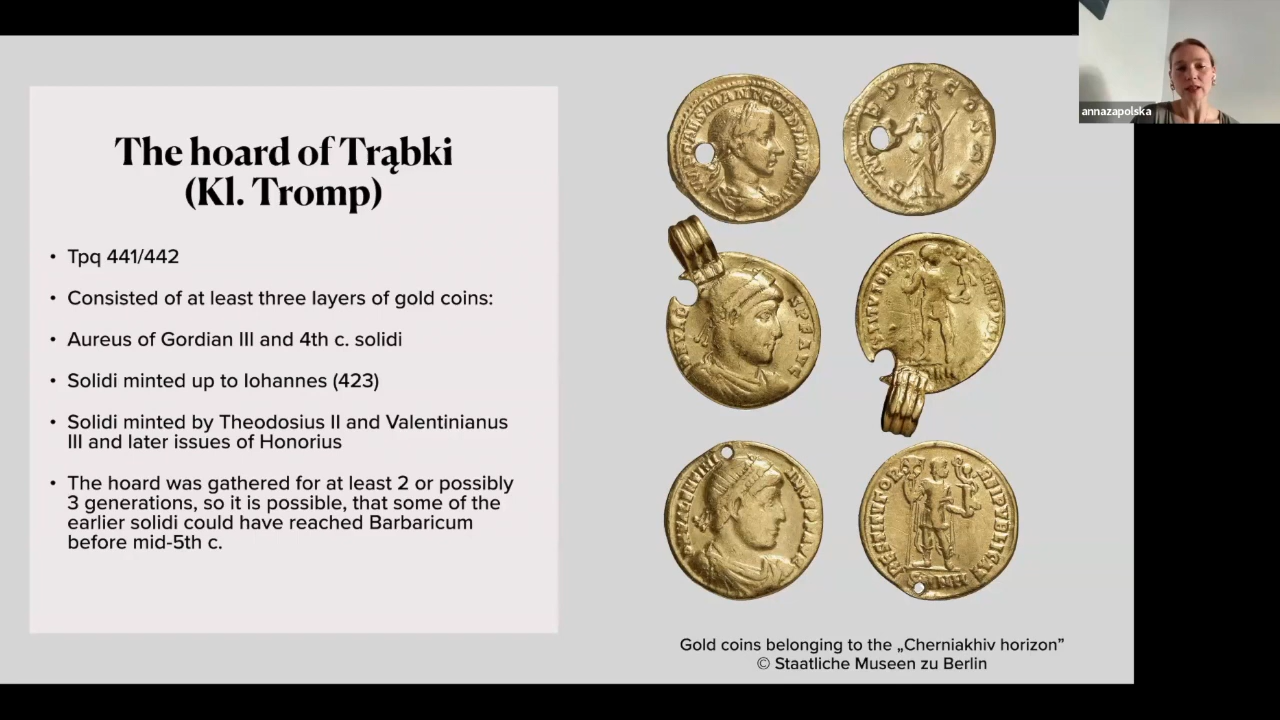 annazapolska
The hoard of Trąbki
(Kl. Tromp)
• Tpq 441/442
• Consisted of at least three layers of gold coins:
• Aureus of Gordian III and 4th c. solidi
• Solidi minted up to Iohannes (423)
• Solidi minted by Theodosius II and Valentinianus
III and later issues of Honorius
• The hoard was gathered for at least 2 or possibly
3 generations, so it is possible, that some of the
earlier solidi could have reached Barbaricum
before mid-5th c.
Gold coins belonging to the „Cherniakhiv horizon”
© Staatliche Museen zu Berlin